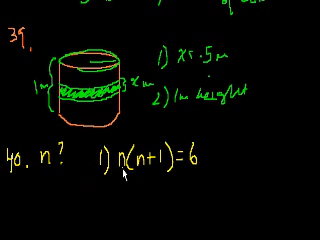 39.
1m
x m
1) x = .5m
2) 1m height
40. n? 1) n(n+1)=6